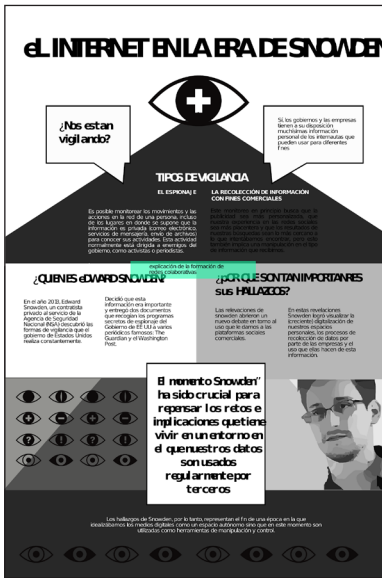 eL INTERNET EN LA ERA DE SNOWDEN
¿Nos estan
vigilando?
Sí, los gobiernos y las empresas
tienen a su disposición
muchísimas información
personal de los internautas que
pueden usar para diferentes
fines
TIPOS DE VIGILANCIA
EL ESPIONAJE
Es posible monitorear los movimientos y las
acciones en la red de una persona, incluso
de los lugares en donde se supone que la
información es privada (correo electrónico,
servicios de mensajería, envío de archivos)
para conocer sus actividades. Esta actividad
normalmente está dirigida a enemigos del
gobierno, como activistas o periodistas.
LA RECOLECCIÓN DE INFORMACIÓN
CON FINES COMERCIALES
explicación de la formación de
redes colaborativas
¿QUIEN ES eDWARD SNOWDEN?
En el año 2013, Edward
Snowden, un contratista
privado al servicio de la
Agencia de Seguridad
Nacional (NSA) descubrió las
formas de vigilancia que el
gobierno de Estados Unidos
realiza constantemente.
Decidió que esta
información era importante
y entregó dos documentos
que recogían los programas
secretos de espionaje del
Gobierno de EE UU a varios
periódicos famosos: The
Guardian y el Washington
Post.
¿pOR QUE SON TAN IMPORTANRES
sus HALLAZGOS?
Las relevaciones de
snowden abrieron un
nuevo debate en torno al
uso que le damos a las
plataformas sociales
comerciales.
En estas revelaciones
Snowden logró visualizar la
(creciente) digitalización de
nuestros espacios
personales, los procesos de
recolección de datos por
parte de las empresas y el
uso que ellas hacen de esta
información.
El momento Snowden"
ha sido crucial para
repensar los retos e
implicaciones que tiene
vivir en un entorno en
el que nuestros datos
son usados
regularmente por
terceros
Los hallazgos de Snowden, por lo tanto, representan el fin de una época en la que
idealizábamos los medios digitales como un espacio autónomo sino que en este momento son
utilizadas como herramientas de manipulación y control.